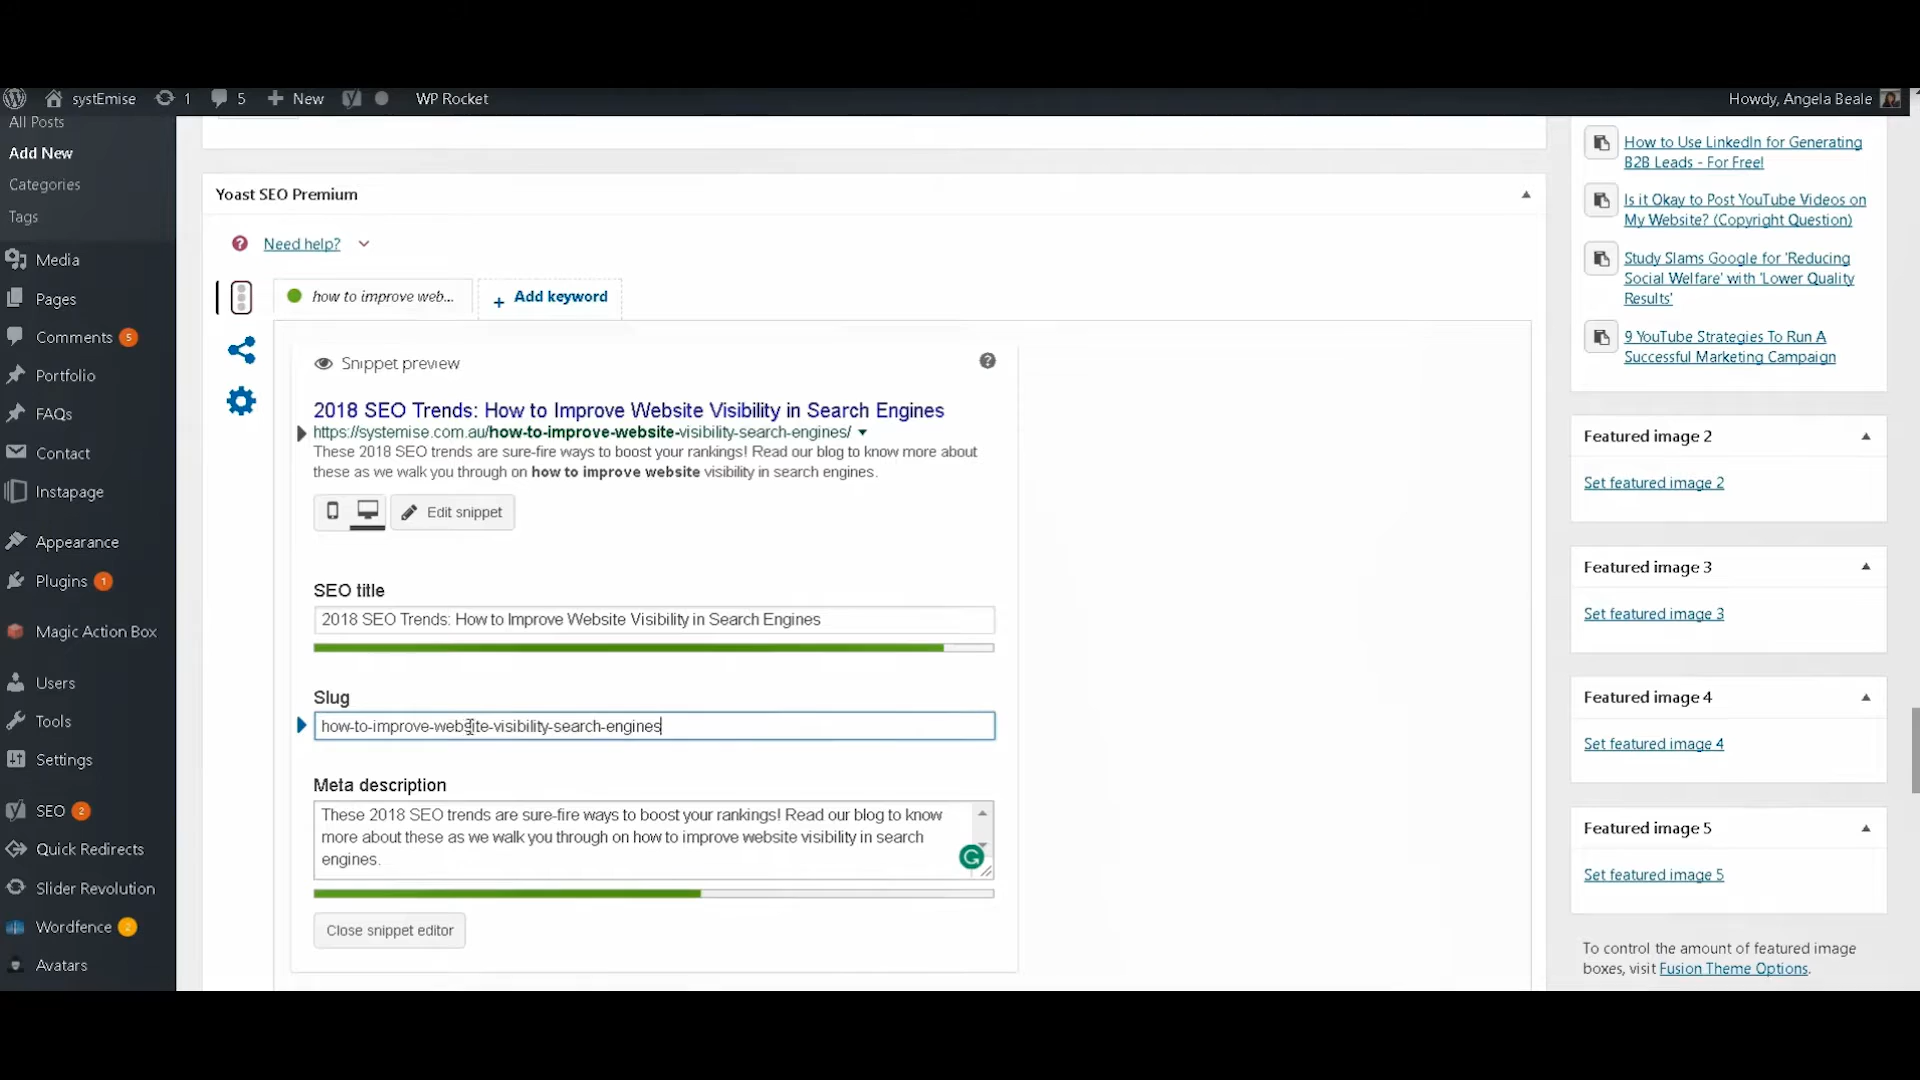 systEmise
1
5
New
WP Rocket
Howdy, Angela Beale
All Posts
Add New
Categories
Tags
Media
Pages
Comments 5
Portfolio
FAQs
Contact
Instapage
Appearance
Plugins 1
Magic Action Box
Users
Tools
Settings
SEO 2
Quick Redirects
Slider Revolution
Wordfence 2
Avatars
Yoast SEO Premium
Need help?
how to improve web...
+ Add keyword
Snippet preview
2018 SEO Trends: How to Improve Website Visibility in Search Engines
https://systemise.com.au/how-to-improve-website-visibility-search-engines/
These 2018 SEO trends are sure-fire ways to boost your rankings! Read our blog to know more about
these as we walk you through on how to improve website visibility in search engines.
Edit snippet
SEO title
2018 SEO Trends: How to Improve Website Visibility in Search Engines
Slug
how-to-improve-website-visibility-search-engines
Meta description
These 2018 SEO trends are sure-fire ways to boost your rankings! Read our blog to know
more about these as we walk you through on how to improve website visibility in search
engines.
Close snippet editor
How to Use LinkedIn for Generating
B2B Leads - For Free!
Is it Okay to Post YouTube Videos on
My Website? (Copyright Question)
Study Slams Google for 'Reducing
Social Welfare' with 'Lower Quality
Results'
9 YouTube Strategies To Run A
Successful Marketing Campaign
Featured image 2
Set featured image 2
Featured image 3
Set featured image 3
Featured image 4
Set featured image 4
Featured image 5
Set featured image 5
To control the amount of featured image
boxes, visit Fusion Theme Options.